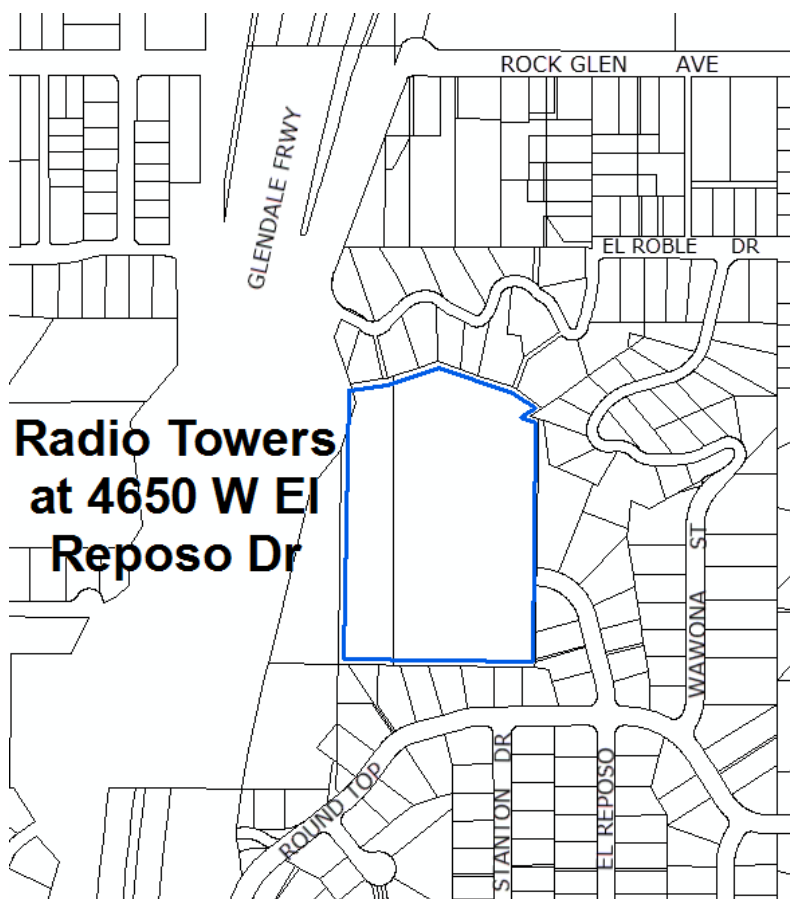 ROCK GLEN AVE
GLENDALE FRWY
EL ROBLE DR
Radio Towers
at 4650 W El
Reposo Dr
WAWONA ST
ROUND TOP
STANTON DR
EL REPOSO